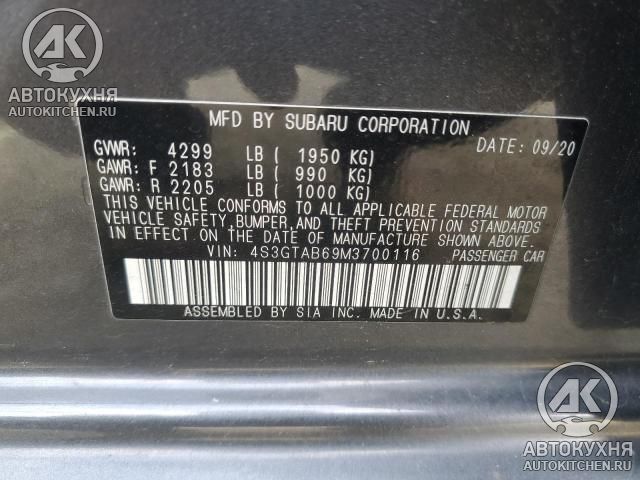 AK
АВТОКУХНЯ
AUTOKITCHEN.RU
MFD BY SUBARU CORPORATION
DATE: 09/20
GVWR: 4299 LB ( 1950 KG)
GAWR: F 2183 LB ( 990 KG)
GAWR: R 2205 LB ( 1000 KG)
THIS VEHICLE CONFORMS TO ALL APPLICABLE FEDERAL MOTOR
VEHICLE SAFETY,BUMPER,AND THEFT PREVENTION STANDARDS
IN EFFECT ON THE DATE OF MANUFACTURE SHOWN ABOVE.
VIN: 4S3GTAB69M3700116 PASSENGER CAR
ASSEMBLED BY SIA INC. MADE IN U.S.A.
AK
АВТОКУХНЯ
AUTOKITCHEN.RU